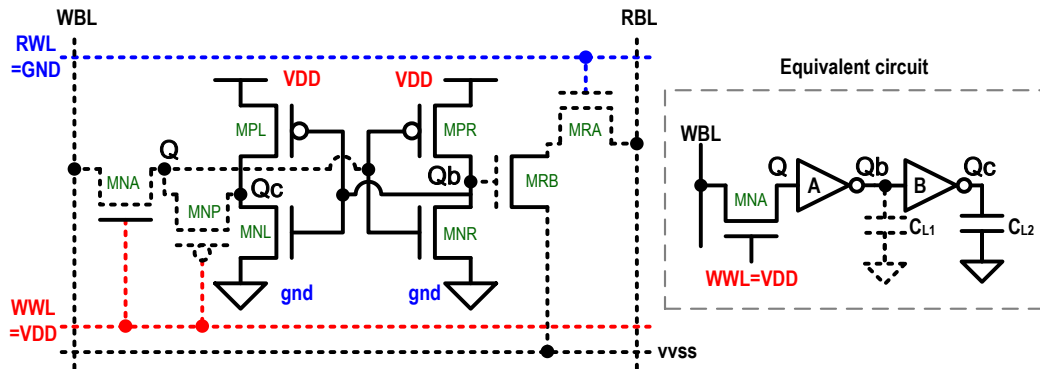 WBL
RBL
RWL
=GND
VDD
VDD
MPL
MPR
MRA
Q
MNA
MNP
Qc
Qb
MRB
MNL
MNR
gnd
gnd
WWL
=VDD
vvss
Equivalent circuit
WBL
Q
A
Qb
B
Qc
MNA
CL1
CL2
WWL=VDD